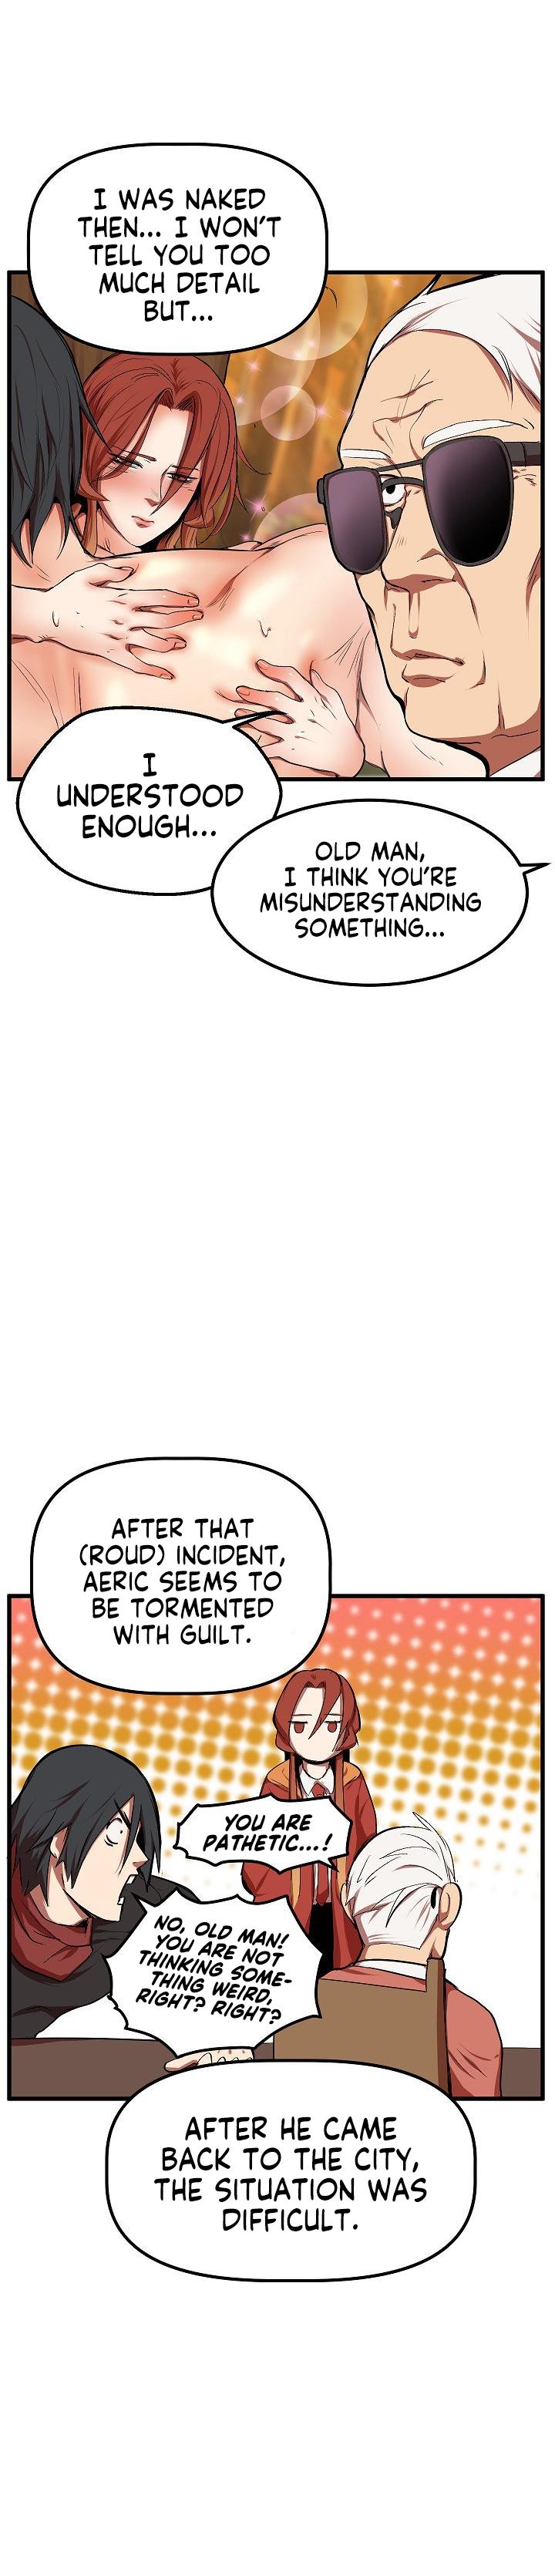 I WAS NAKED
THEN... I WON'T
TELL YOU TOO
MUCH DETAIL
BUT...
I
UNDERSTOOD
ENOUGH...
OLD MAN,
I THINK YOU'RE
MISUNDERSTANDING
SOMETHING...
AFTER THAT
(ROUD) INCIDENT,
AERIC SEEMS TO
BE TORMENTED
WITH GUILT.
YOU ARE
PATHETIC...!
NO, OLD MAN!
YOU ARE NOT
THINKING SOME-
THING WEIRD,
RIGHT? RIGHT?
AFTER HE CAME
BACK TO THE CITY,
THE SITUATION WAS
DIFFICULT.